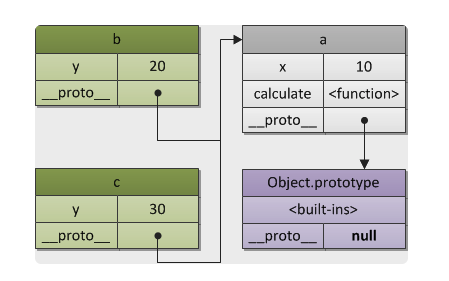 b
y 20
__proto__
a
x 10
calculate <function>
__proto__
c
y 30
__proto__
Object.prototype
<built-ins>
__proto__ null